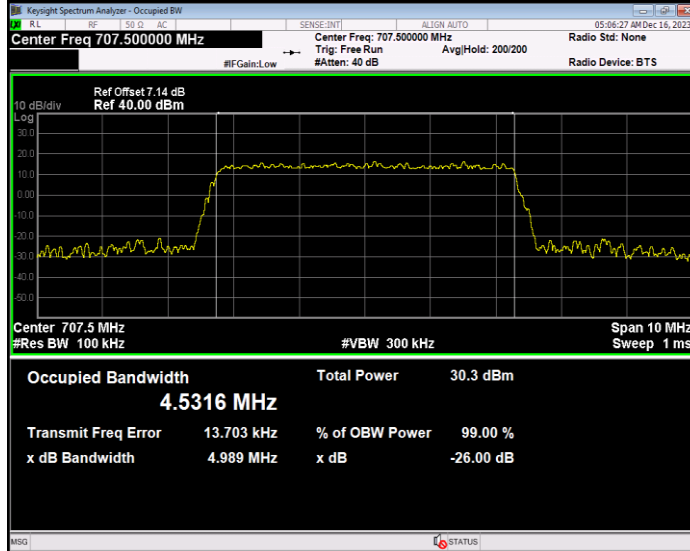 Keysight Spectrum Analyzer - Occupied BW
RL RF 50 Ω AC SENSE:INT ALIGN AUTO 05:06:27 AM Dec 16, 2023
Center Freq 707.500000 MHz
Center Freq: 707.500000 MHz Radio Std: None
Trig: Free Run Avg|Hold: 200/200
#IFGain:Low #Atten: 40 dB Radio Device: BTS
Ref Offset 7.14 dB
10 dB/div Ref 40.00 dBm
Log
30.0
20.0
10.0
0.00
-10.0
-20.0
-30.0
-40.0
-50.0
Center 707.5 MHz Span 10 MHz
#Res BW 100 kHz #VBW 300 kHz Sweep 1 ms
Occupied Bandwidth Total Power 30.3 dBm
4.5316 MHz
Transmit Freq Error 13.703 kHz % of OBW Power 99.00 %
x dB Bandwidth 4.989 MHz x dB -26.00 dB
MSG STATUS